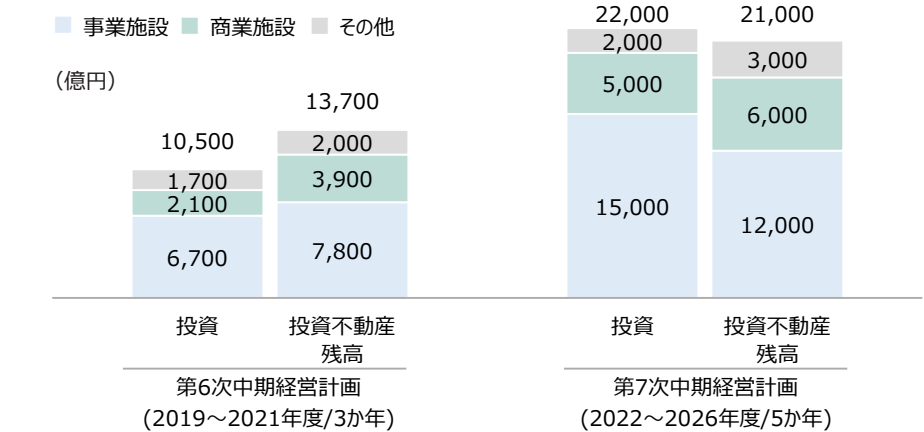 事業施設 商業施設 その他
(億円)
10,500
1,700
2,100
6,700
13,700
2,000
3,900
7,800
22,000
2,000
5,000
15,000
21,000
3,000
6,000
12,000
投資
投資不動産
残高
投資
投資不動産
残高
第6次中期経営計画
(2019～2021年度/3か年)
第7次中期経営計画
(2022～2026年度/5か年)